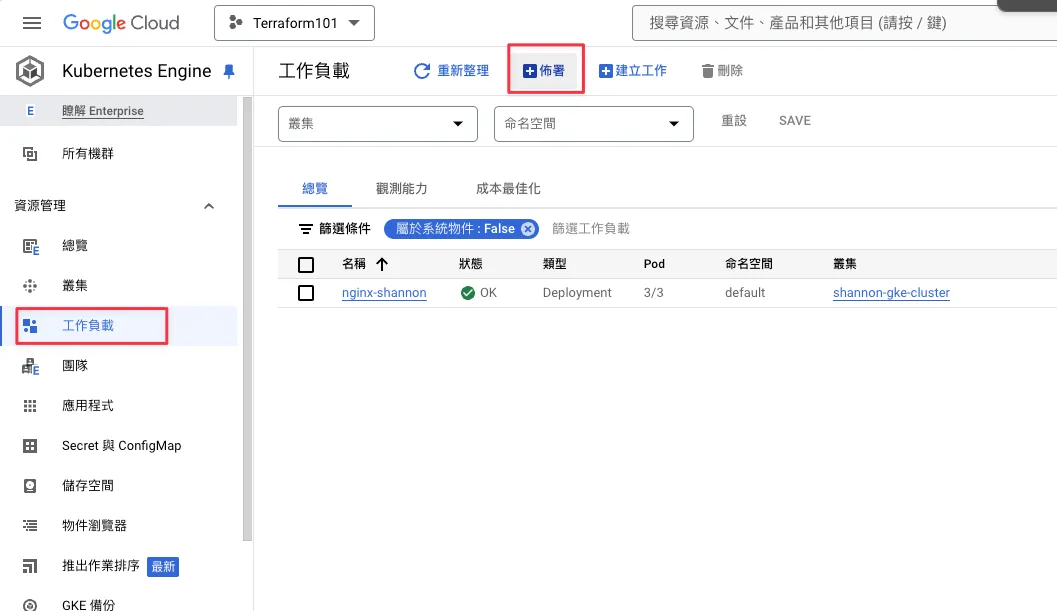 Google Cloud
Terraform101
搜尋資源、文件、產品和其他項目 (請按 / 鍵)
Kubernetes Engine
工作負載
重新整理
佈署
建立工作
刪除
E 瞭解 Enterprise
所有機群
資源管理
總覽
叢集
工作負載
團隊
應用程式
Secret 與 ConfigMap
儲存空間
物件瀏覽器
推出作業排序 最新
GKE 備份
叢集
命名空間
重設
SAVE
總覽 觀測能力 成本最佳化
篩選條件 屬於系統物件 : False 篩選工作負載
名稱 狀態 類型 Pod 命名空間 叢集
nginx-shannon OK Deployment 3/3 default shannon-gke-cluster